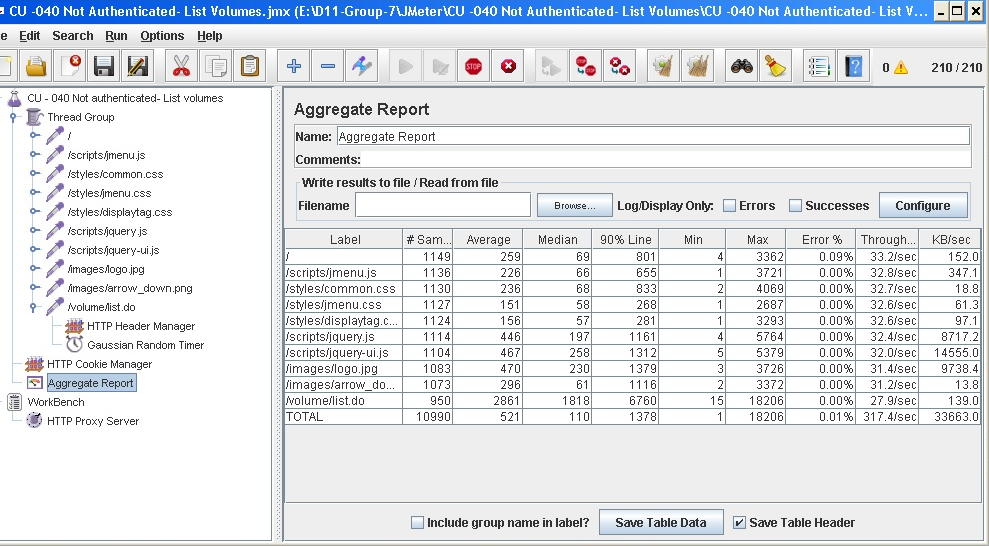 CU -040 Not Authenticated- List Volumes.jmx (E:\D11-Group-7\JMeter\CU -040 Not Authenticated- List Volumes\CU -040 Not Authenticated- List V...
e Edit Search Run Options Help
STOP 0 210 / 210
CU - 040 Not authenticated- List volumes
Thread Group
/
/scripts/jmenu.js
/styles/common.css
/styles/jmenu.css
/styles/displaytag.css
/scripts/jquery.js
/scripts/jquery-ui.js
/images/logo.jpg
/images/arrow_down.png
/volume/list.do
HTTP Header Manager
Gaussian Random Timer
HTTP Cookie Manager
Aggregate Report
WorkBench
HTTP Proxy Server
Aggregate Report
Name: Aggregate Report
Comments:
Write results to file / Read from file
Filename Browse... Log/Display Only: Errors Successes Configure
Label # Sam... Average Median 90% Line Min Max Error % Through... KB/sec
/ 1149 259 69 801 4 3362 0.09% 33.2/sec 152.0
/scripts/jmenu.js 1136 226 66 655 1 3721 0.00% 32.8/sec 347.1
/styles/common.css 1130 236 68 833 2 4069 0.00% 32.7/sec 18.8
/styles/jmenu.css 1127 151 58 268 1 2687 0.00% 32.6/sec 61.3
/styles/displaytag.c... 1124 156 57 281 1 3293 0.00% 32.6/sec 97.1
/scripts/jquery.js 1114 446 197 1161 4 5764 0.00% 32.4/sec 8717.2
/scripts/jquery-ui.js 1104 467 258 1312 5 5379 0.00% 32.0/sec 14555.0
/images/logo.jpg 1083 470 230 1379 3 3726 0.00% 31.4/sec 9738.4
/images/arrow_do... 1073 296 61 1116 2 3372 0.00% 31.2/sec 13.8
/volume/list.do 950 2861 1818 6760 15 18206 0.00% 27.9/sec 139.0
TOTAL 10990 521 110 1378 1 18206 0.01% 317.4/sec 33663.0
Include group name in label? Save Table Data Save Table Header